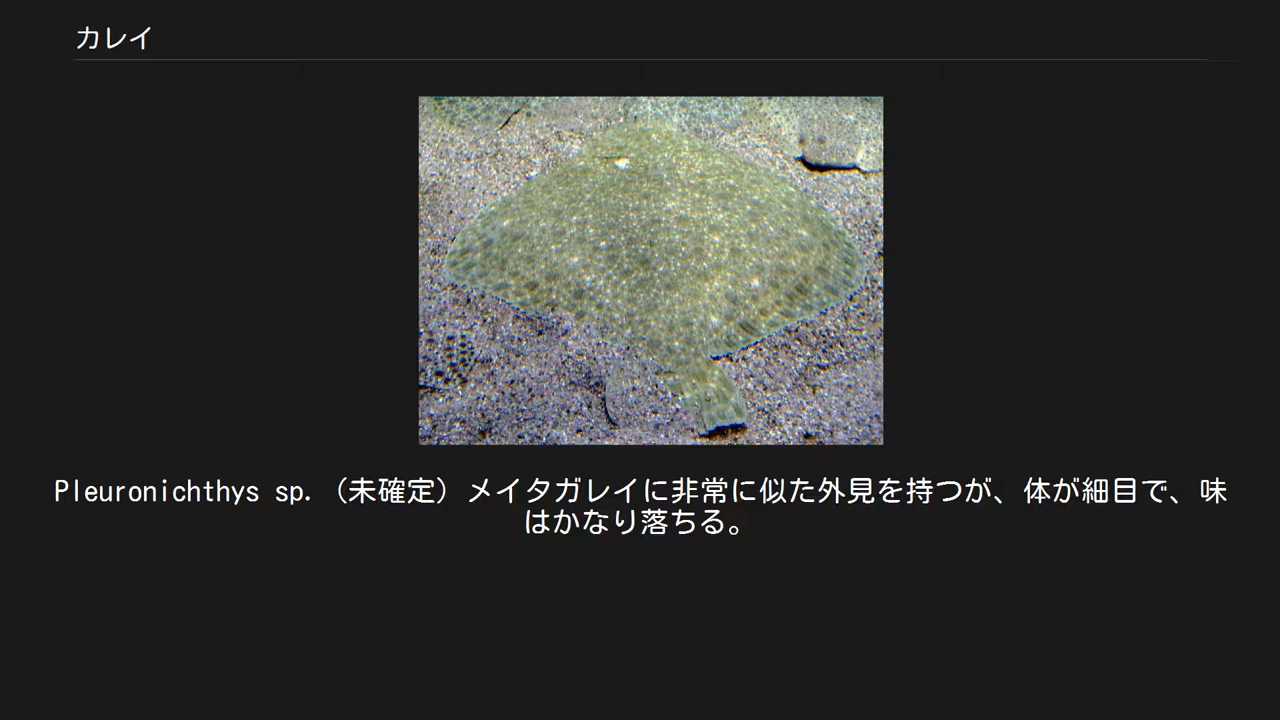 カレイ
Pleuronichthys sp.（未確定）メイタガレイに非常に似た外見を持つが、体が細目で、味
はかなり落ちる。